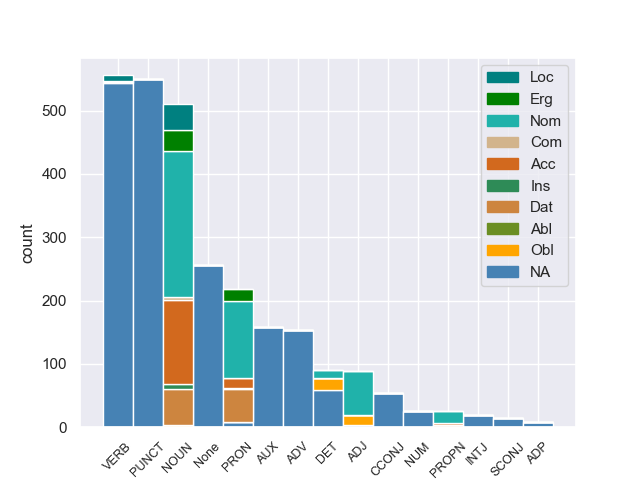 Loc
Erg
Nom
Com
Acc
Ins
Dat
Abl
Obl
NA
count
500
400
300
200
100
0
VERB
PUNCT
NOUN
None
PRON
AUX
ADV
DET
ADJ
CCONJ
NUM
PROPN
INTJ
SCONJ
ADP